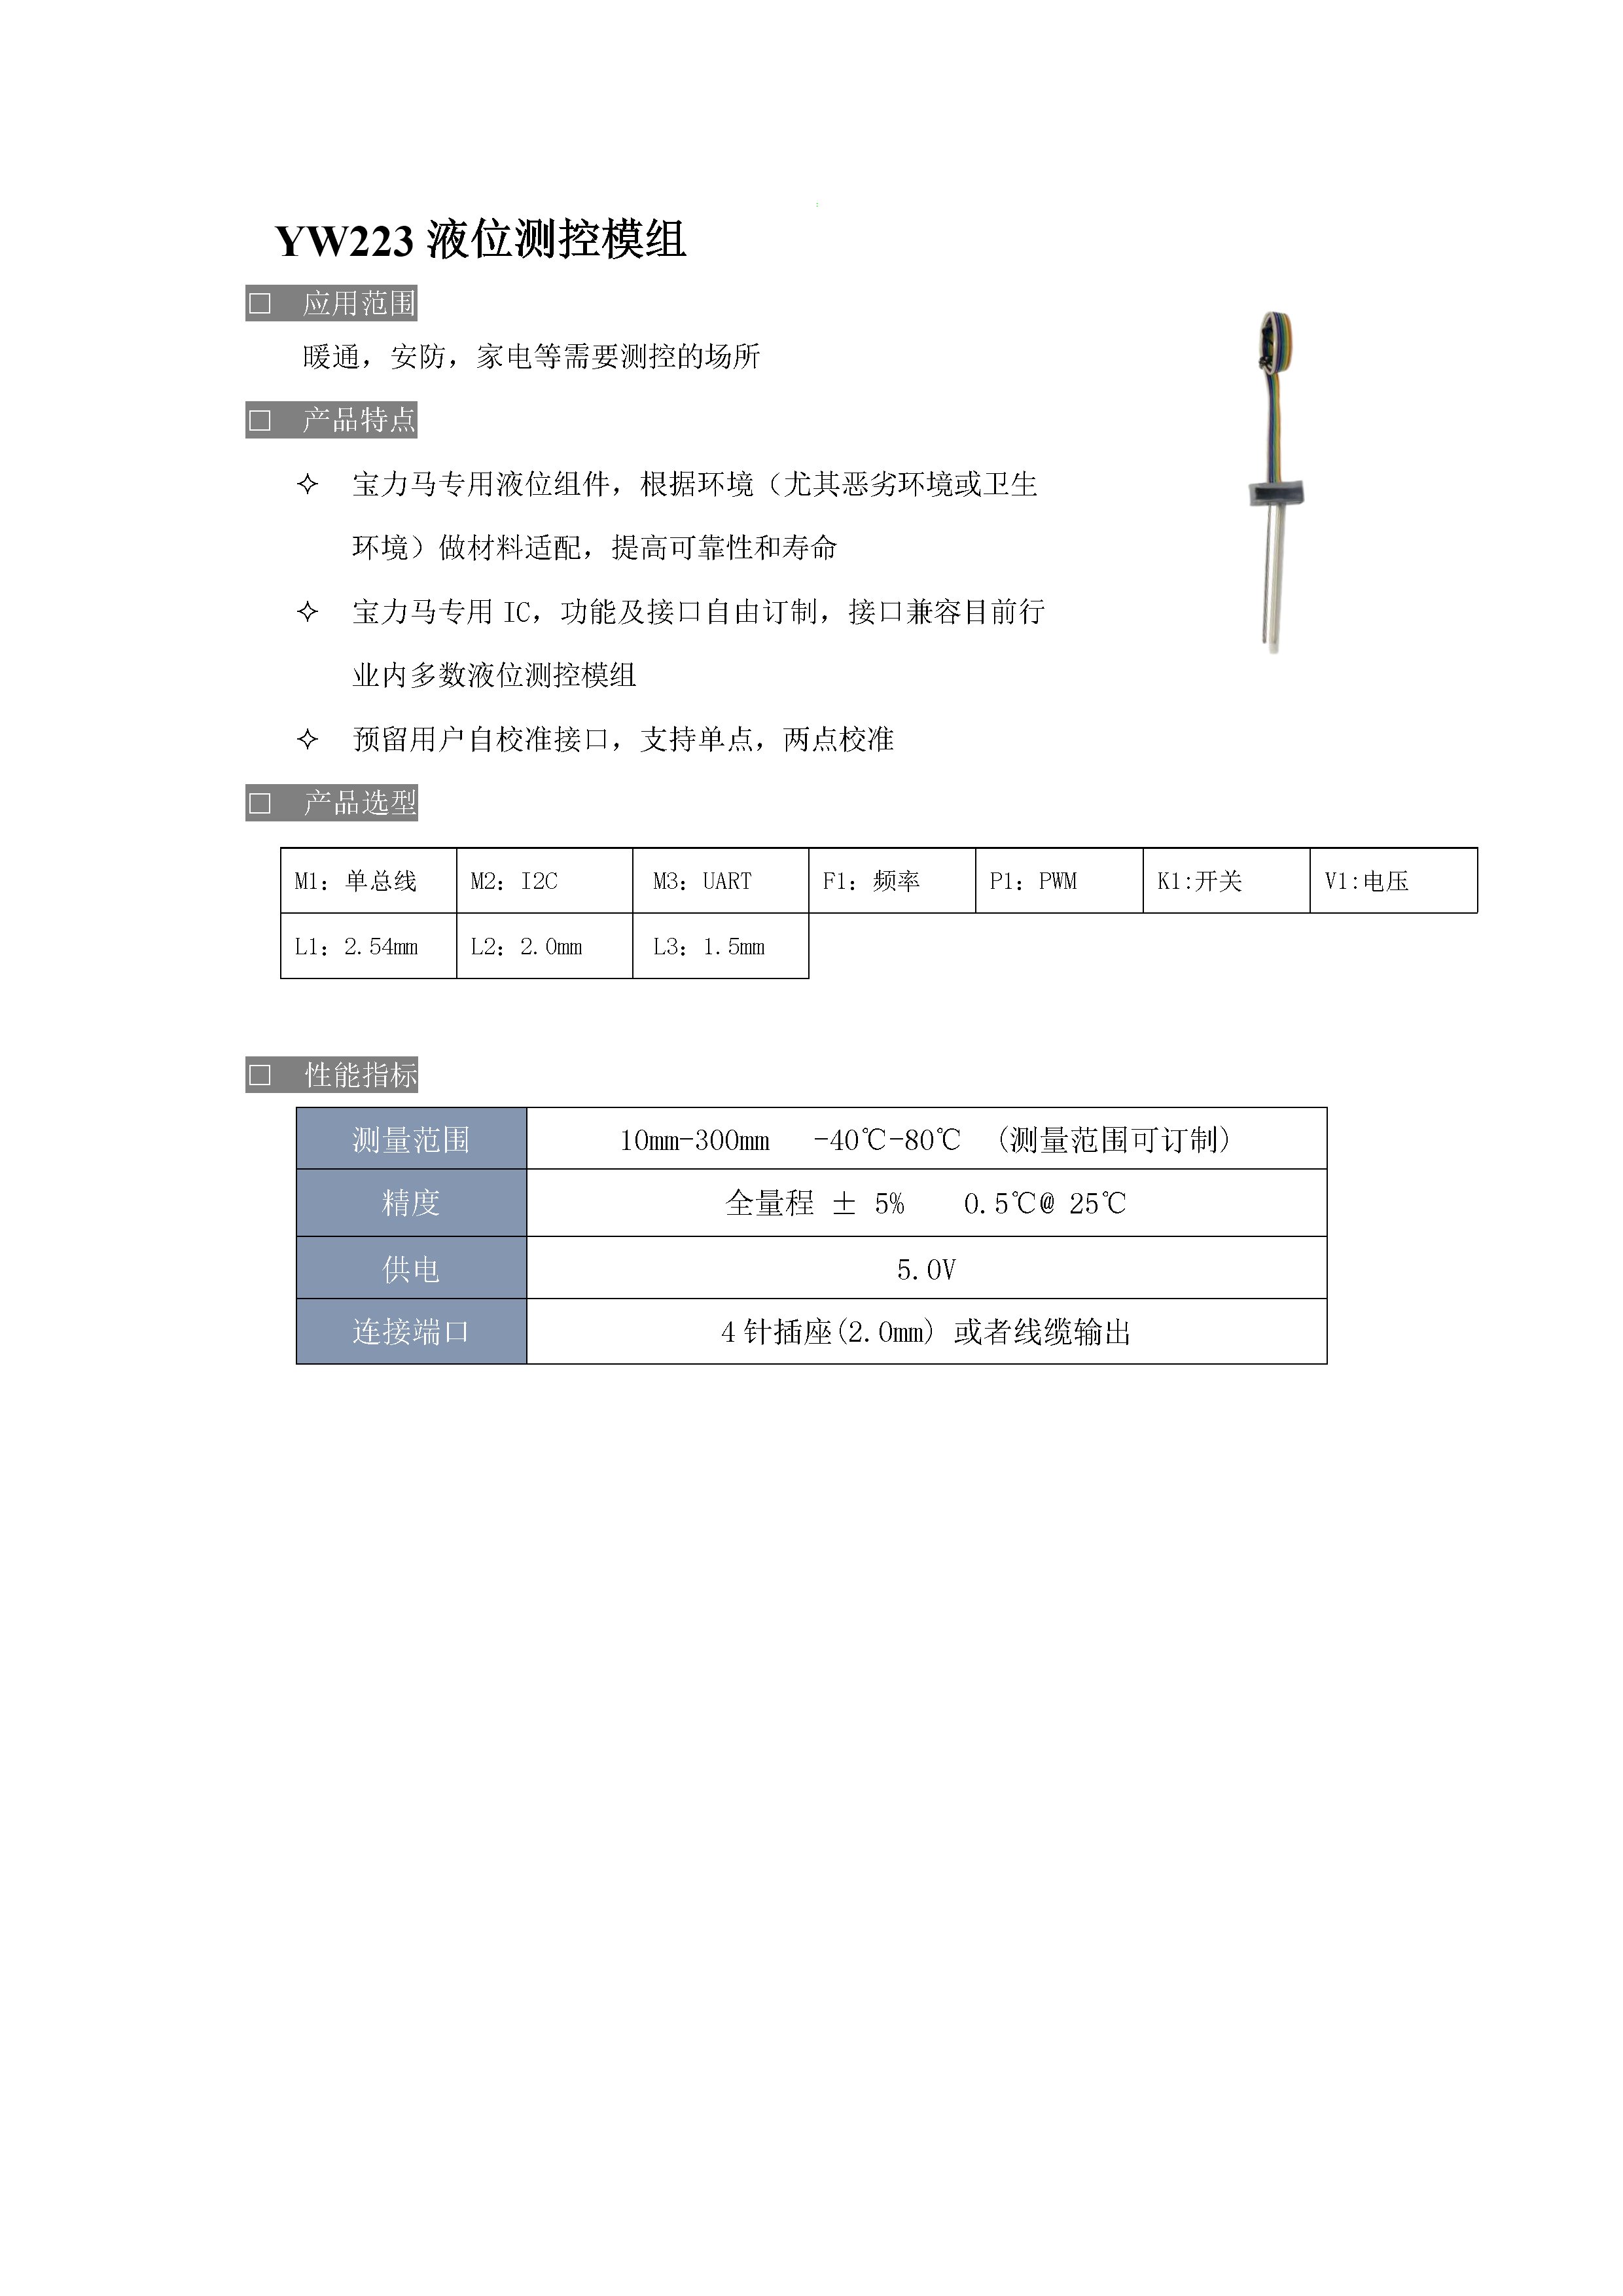 YW223 液位测控模组
□ 应用范围
暖通，安防，家电等需要测控的场所
□ 产品特点
✧ 宝力马专用液位组件，根据环境（尤其恶劣环境或卫生
环境）做材料适配，提高可靠性和寿命
✧ 宝力马专用 IC，功能及接口自由订制，接口兼容目前行
业内多数液位测控模组
✧ 预留用户自校准接口，支持单点，两点校准
□ 产品选型
M1：单总线 M2：I2C M3：UART F1：频率 P1：PWM K1:开关 V1:电压
L1：2.54mm L2：2.0mm L3：1.5mm
□ 性能指标
测量范围 10mm-300mm -40℃-80℃ (测量范围可订制)
精度 全量程 ± 5% 0.5℃@ 25℃
供电 5.0V
连接端口 4 针插座(2.0mm) 或者线缆输出